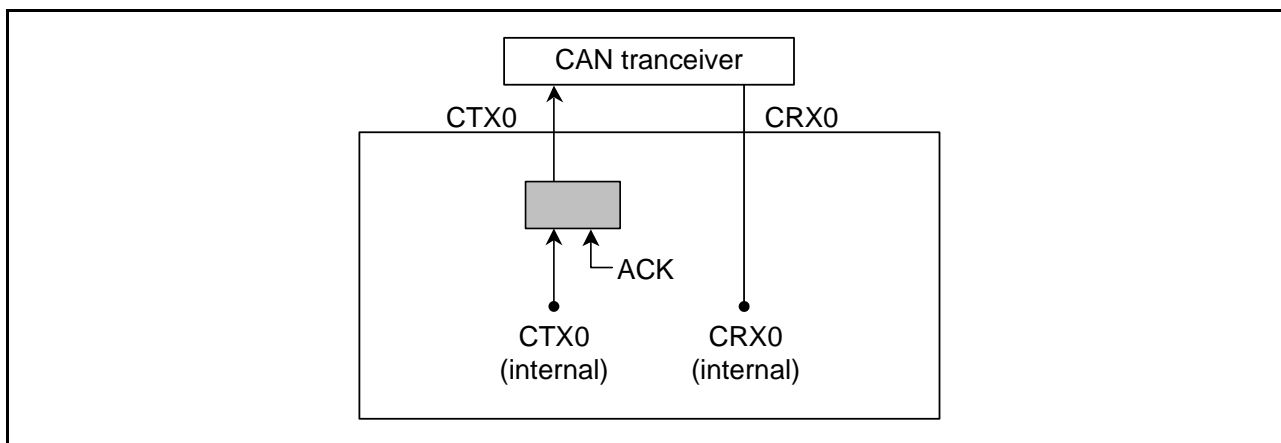 CAN tranceiver
CTX0
CRX0
ACK
CTX0
(internal)
CRX0
(internal)